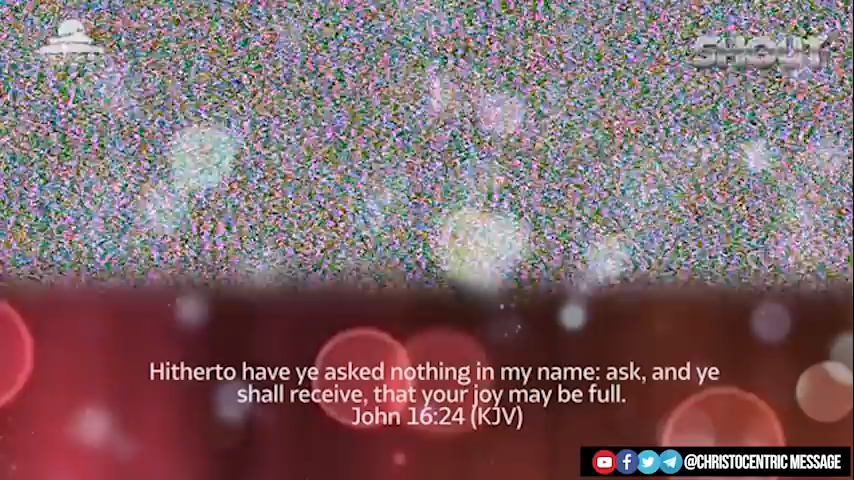 SHOUT
Hitherto have ye asked nothing in my name: ask, and ye
shall receive, that your joy may be full.
John 16:24 (KJV)
@CHRISTOCENTRIC MESSAGE